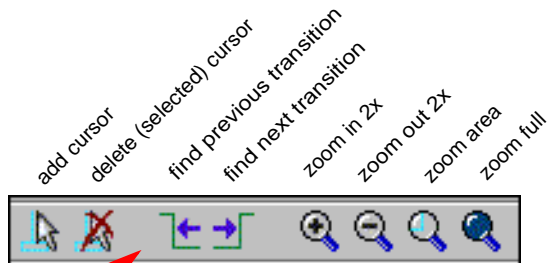 add cursor
delete (selected) cursor
find previous transition
find next transition
zoom in 2x
zoom out 2x
zoom area
zoom full